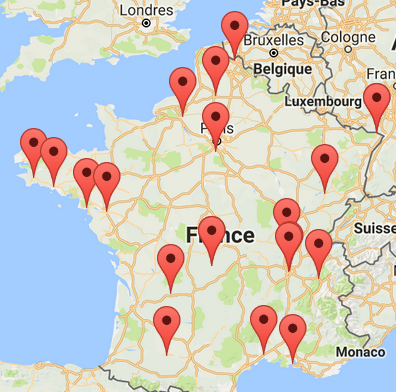 Pays-Bas
Londres
Bruxelles
Cologne
Belgique
Fran
Luxembourg
Paris
France
Suisse
Monaco